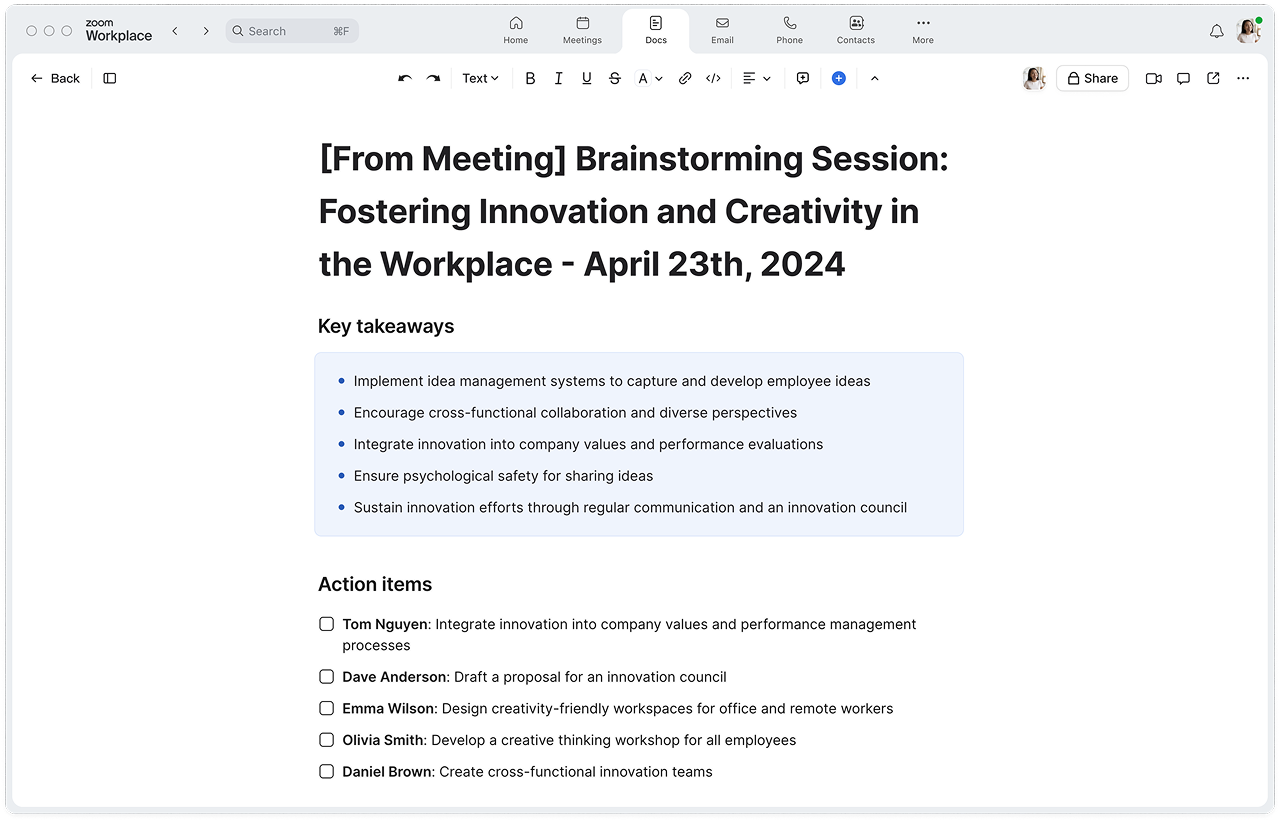 zoom
Workplace
Search ⌘F
Home
Meetings
Docs
Email
Phone
Contacts
More
Back
Text
B I U S A </>
Share
[From Meeting] Brainstorming Session:
Fostering Innovation and Creativity in
the Workplace - April 23th, 2024
Key takeaways
Implement idea management systems to capture and develop employee ideas
Encourage cross-functional collaboration and diverse perspectives
Integrate innovation into company values and performance evaluations
Ensure psychological safety for sharing ideas
Sustain innovation efforts through regular communication and an innovation council
Action items
Tom Nguyen: Integrate innovation into company values and performance management
processes
Dave Anderson: Draft a proposal for an innovation council
Emma Wilson: Design creativity-friendly workspaces for office and remote workers
Olivia Smith: Develop a creative thinking workshop for all employees
Daniel Brown: Create cross-functional innovation teams